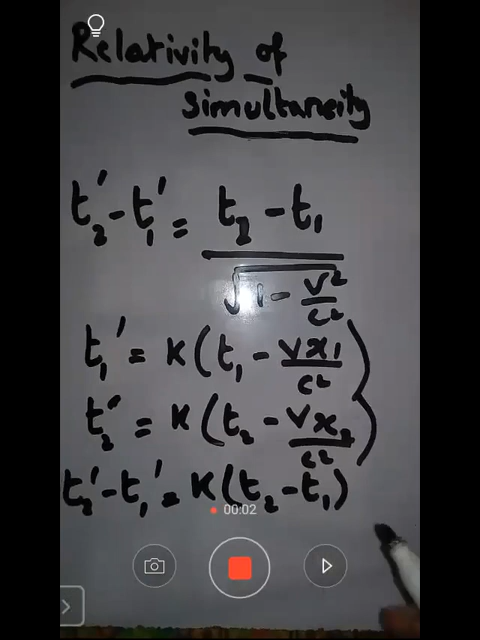 Relativity of
simultaneity
t₂' - t₁' = t₂ - t₁ / √(1 - v²/c²)
t₁' = K(t₁ - Vx₁/c²)
t₂' = K(t₂ - Vx₂/c²)
t₂' - t₁' = K(t₂ - t₁)
00:02